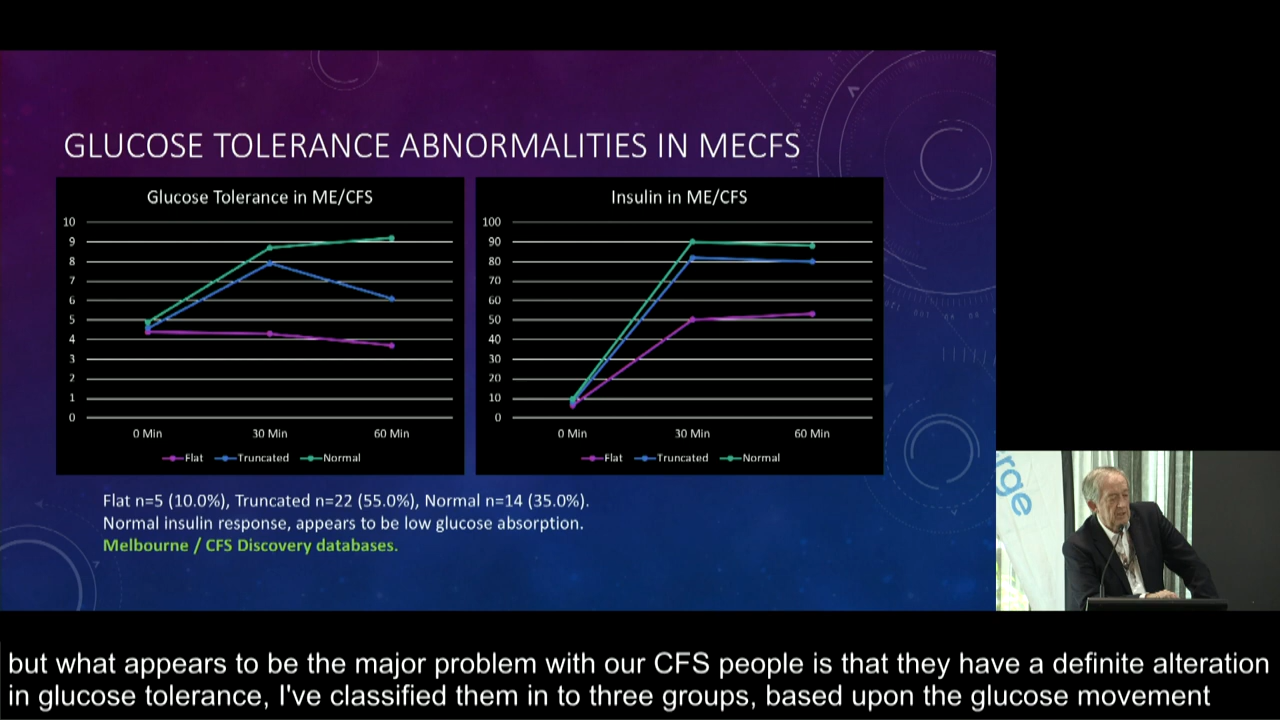 GLUCOSE TOLERANCE ABNORMALITIES IN MECFS
Glucose Tolerance in ME/CFS
10
9
8
7
6
5
4
3
2
1
0
0 Min 30 Min 60 Min
Flat Truncated Normal
Insulin in ME/CFS
100
90
80
70
60
50
40
30
20
10
0
0 Min 30 Min 60 Min
Flat Truncated Normal
Flat n=5 (10.0%), Truncated n=22 (55.0%), Normal n=14 (35.0%).
Normal insulin response, appears to be low glucose absorption.
Melbourne / CFS Discovery databases.
rge
but what appears to be the major problem with our CFS people is that they have a definite alteration
in glucose tolerance, I've classified them in to three groups, based upon the glucose movement